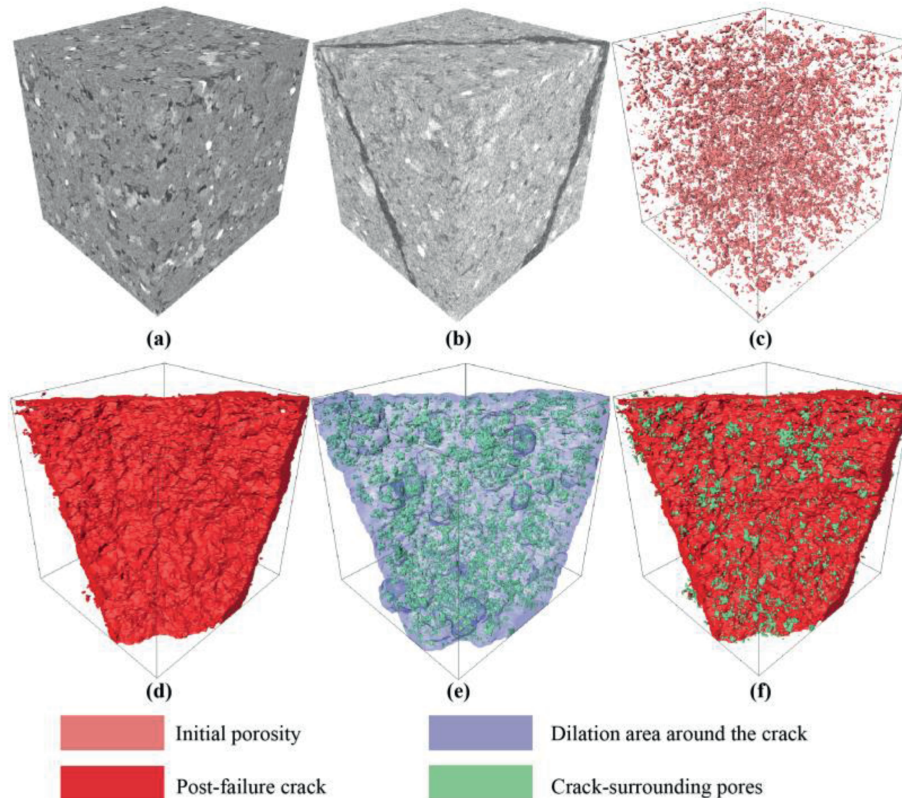 (a)
(b)
(c)
(d)
(e)
(f)
Initial porosity
Dilation area around the crack
Post-failure crack
Crack-surrounding pores